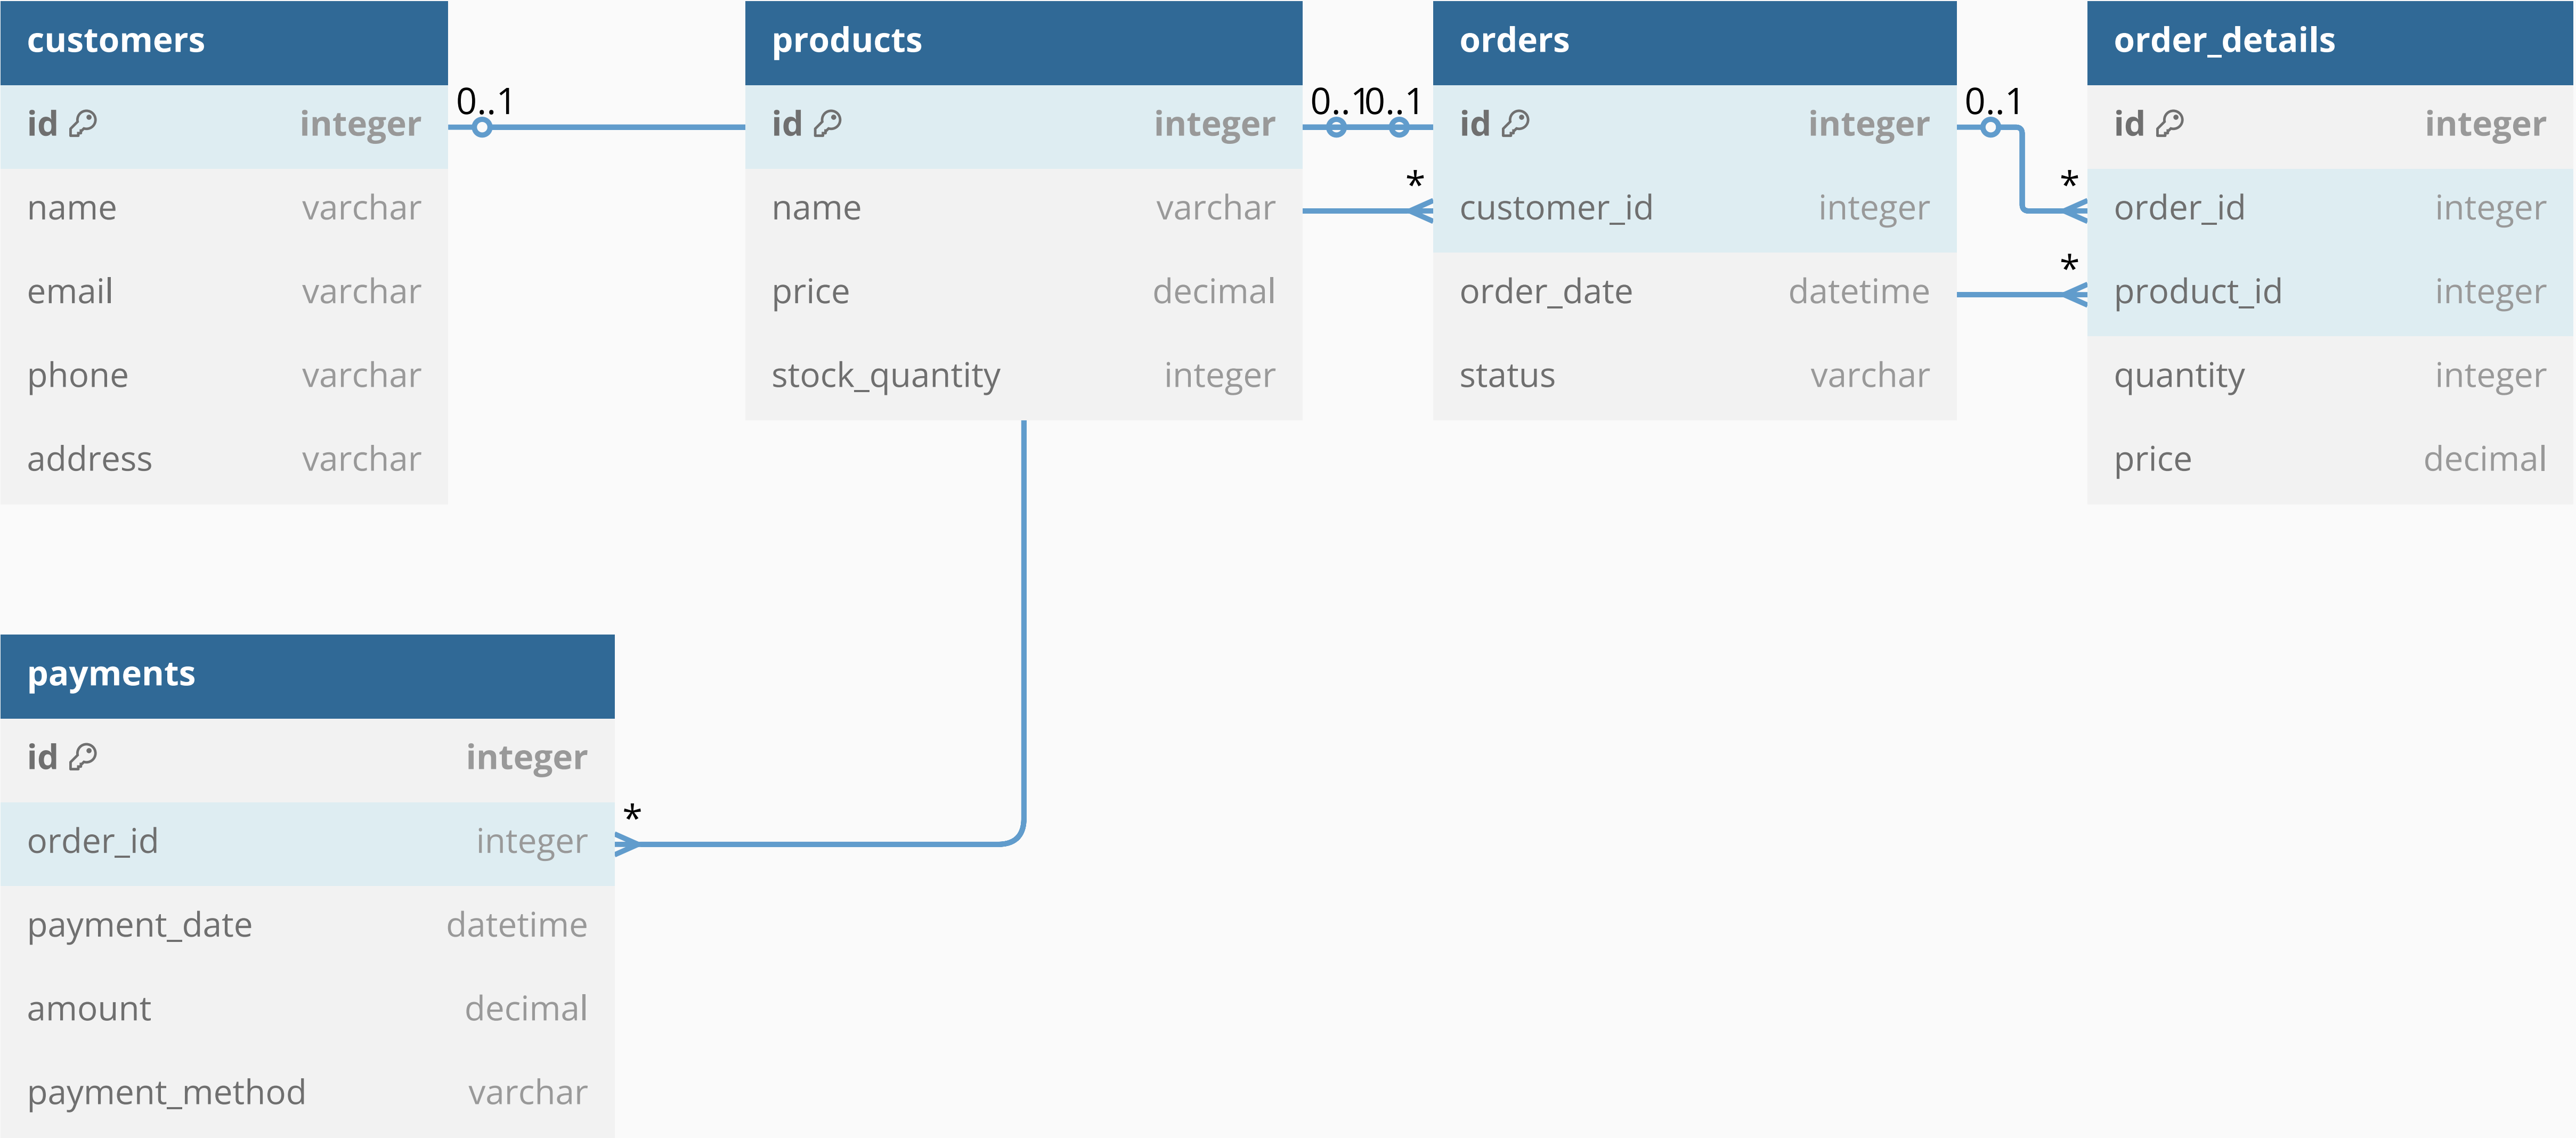 customers
id integer
name varchar
email varchar
phone varchar
address varchar
0..1
products
id integer
name varchar
price decimal
stock_quantity integer
0..1
0..1
*
orders
id integer
customer_id integer
order_date datetime
status varchar
0..1
*
*
order_details
id integer
order_id integer
product_id integer
quantity integer
price decimal
payments
id integer
order_id integer
payment_date datetime
amount decimal
payment_method varchar
*